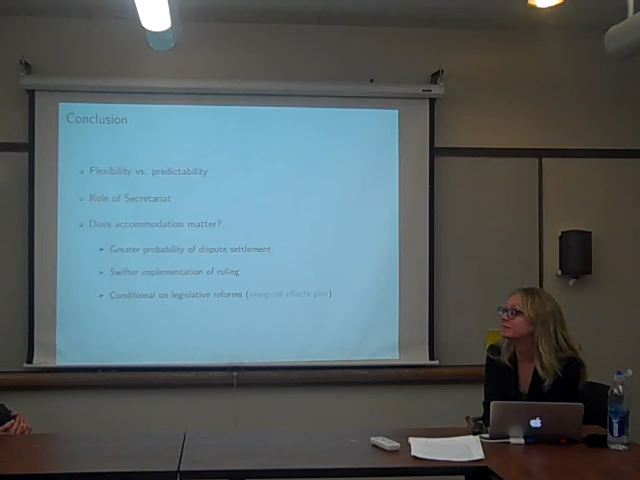 Conclusion
Flexibility vs. predictability
Role of Secretariat
Does accommodation matter?
Greater probability of dispute settlement
Swifter implementation of ruling
Conditional on legislative reforms (marginal effects plot)